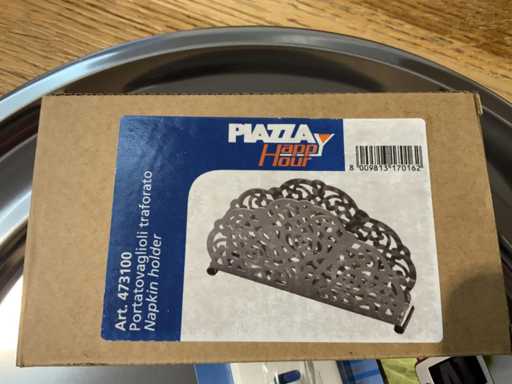 PIAZZA
Happy
Hour
8 009813 170162
Art. 473100
Portatovaglioli traforato
Napkin holder